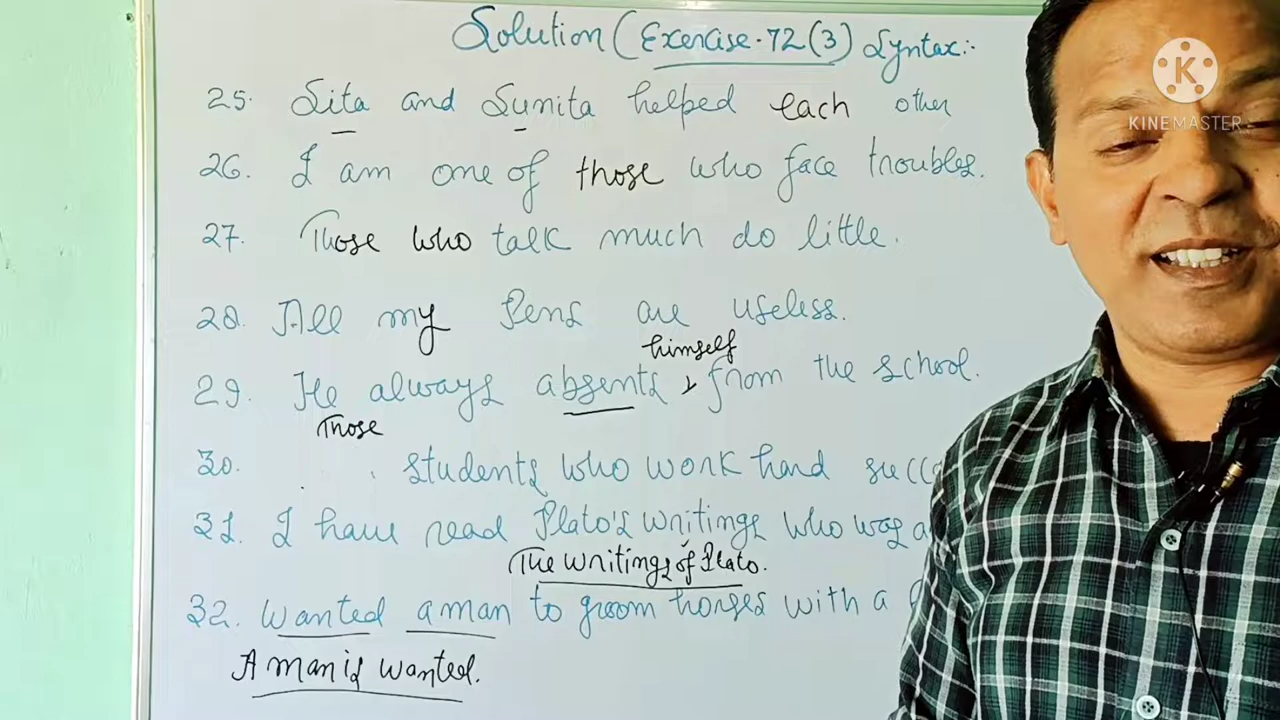 Solution (Exercise-72(3) Syntax:-
25. Sita and Sunita helped each other
26. I am one of those who face troubles.
27. Those who talk much do little.
28. All my Pens are useless.
himself
29. He always absents from the school.
Those
30. students who work hard
31. I have read Plato's writings who was a
The writings of Plato.
32. Wanted a man to groom horses with a
A man is wanted.
K
KINEMASTER